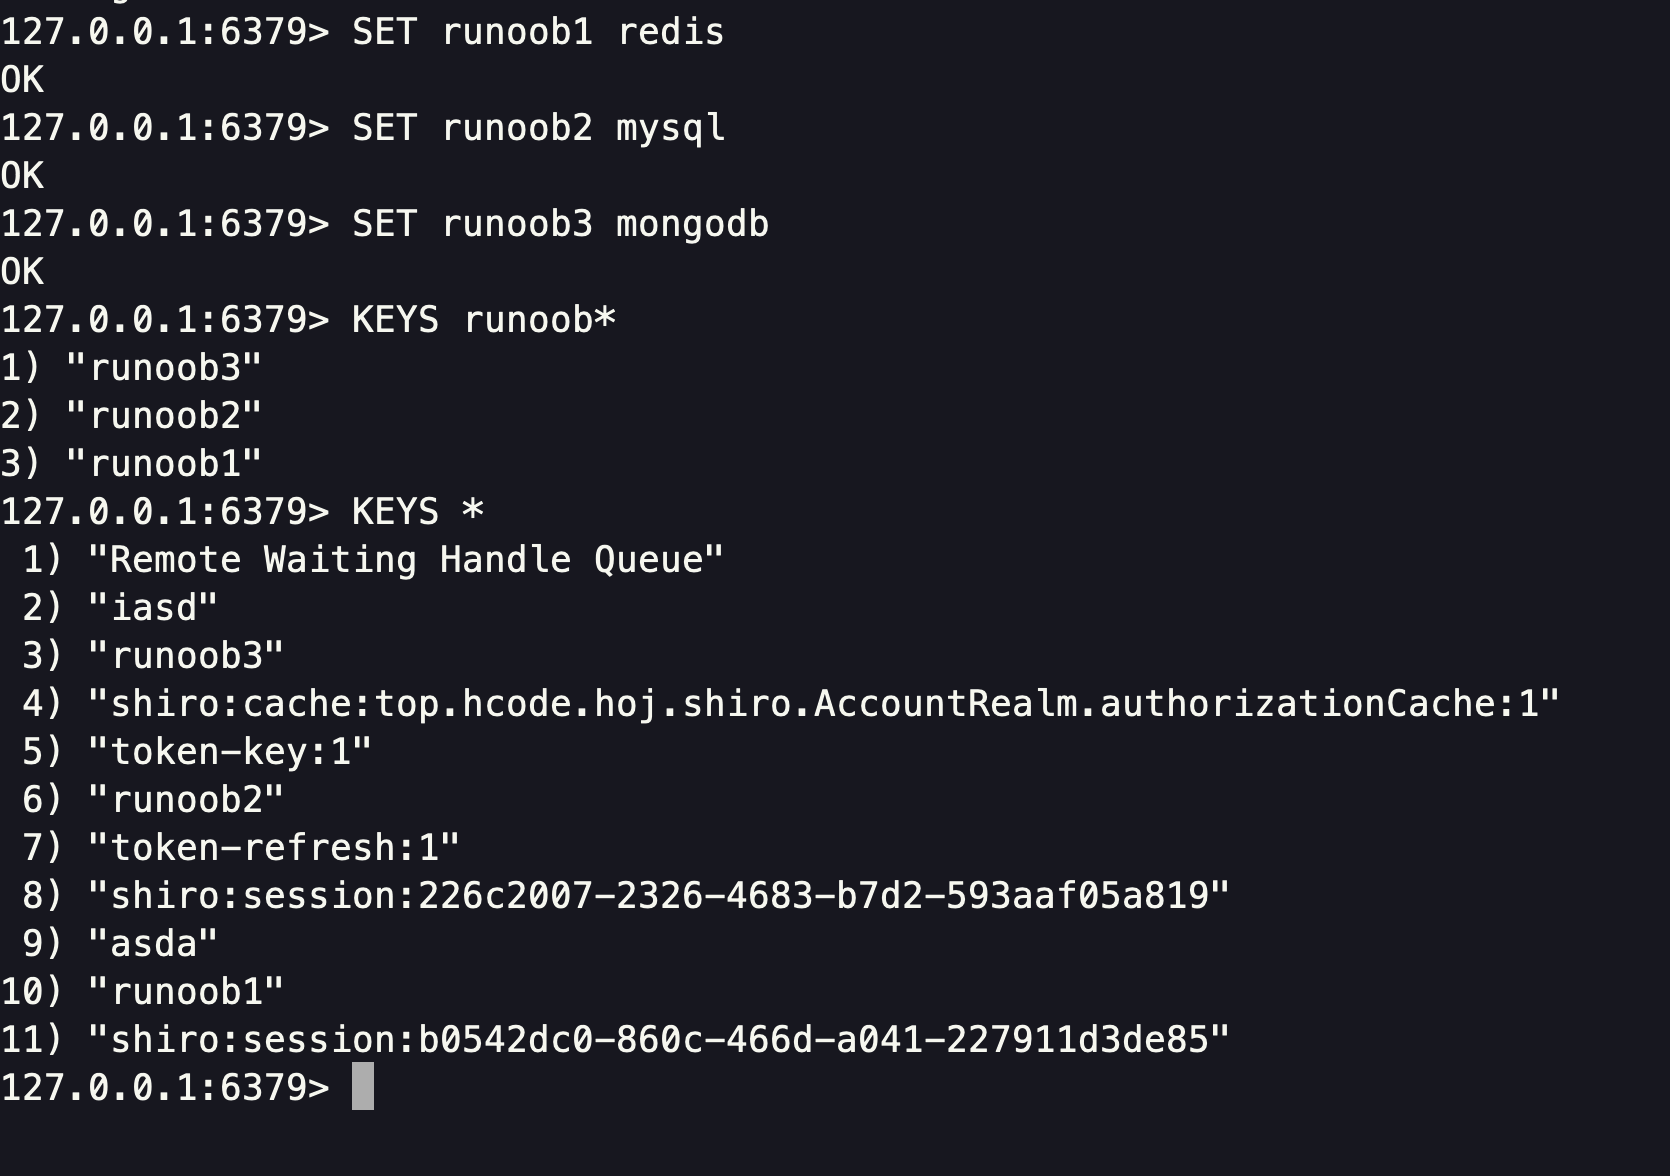 127.0.0.1:6379> SET runoob1 redis
OK
127.0.0.1:6379> SET runoob2 mysql
OK
127.0.0.1:6379> SET runoob3 mongodb
OK
127.0.0.1:6379> KEYS runoob*
1) "runoob3"
2) "runoob2"
3) "runoob1"
127.0.0.1:6379> KEYS *
 1) "Remote Waiting Handle Queue"
 2) "iasd"
 3) "runoob3"
 4) "shiro:cache:top.hcode.hoj.shiro.AccountRealm.authorizationCache:1"
 5) "token-key:1"
 6) "runoob2"
 7) "token-refresh:1"
 8) "shiro:session:226c2007-2326-4683-b7d2-593aaf05a819"
 9) "asda"
10) "runoob1"
11) "shiro:session:b0542dc0-860c-466d-a041-227911d3de85"
127.0.0.1:6379>